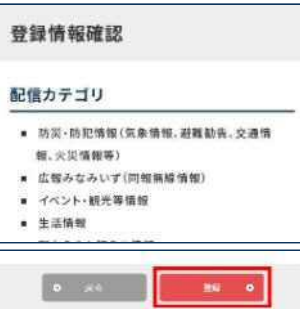 登録情報確認
配信カテゴリ
■ 防災・防犯情報(気象情報、避難勧告、交通情
報、火災情報等)
■ 広報みなみいず(同報無線情報)
■ イベント・観光等情報
■ 生活情報
登録